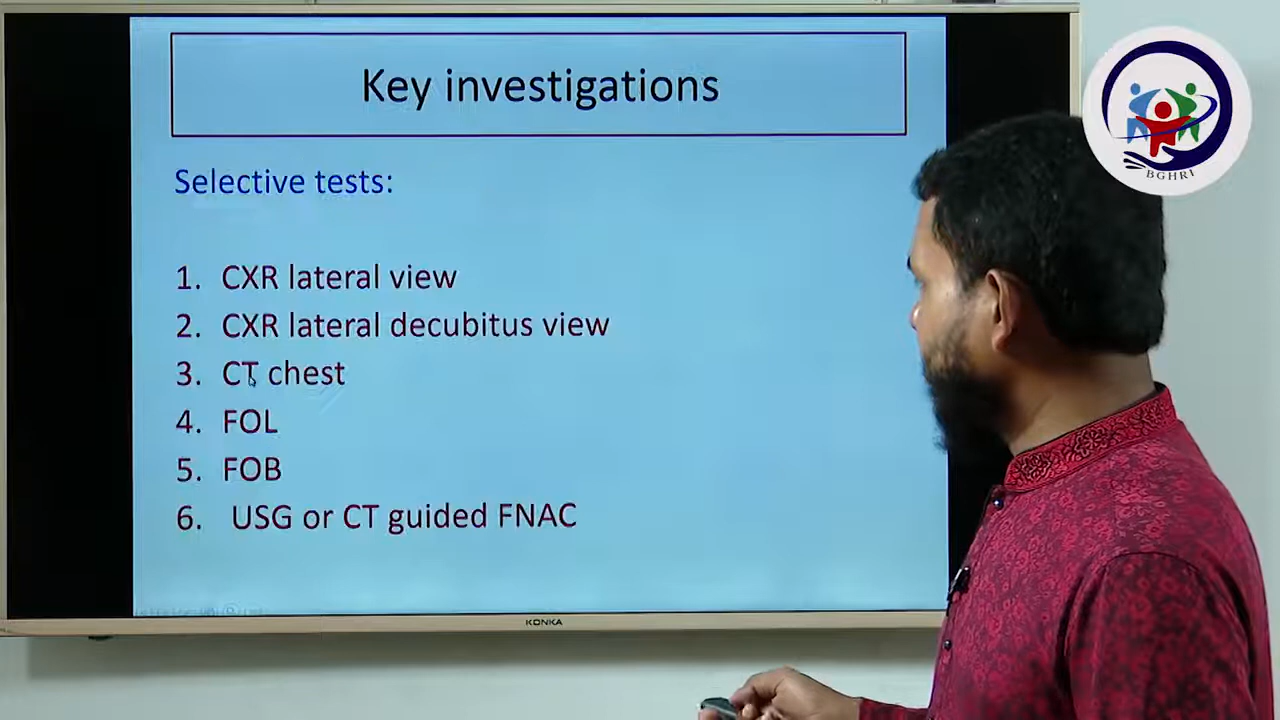 Key investigations
Selective tests:
1. CXR lateral view
2. CXR lateral decubitus view
3. CT chest
4. FOL
5. FOB
6. USG or CT guided FNAC
KONKA
BGHRI